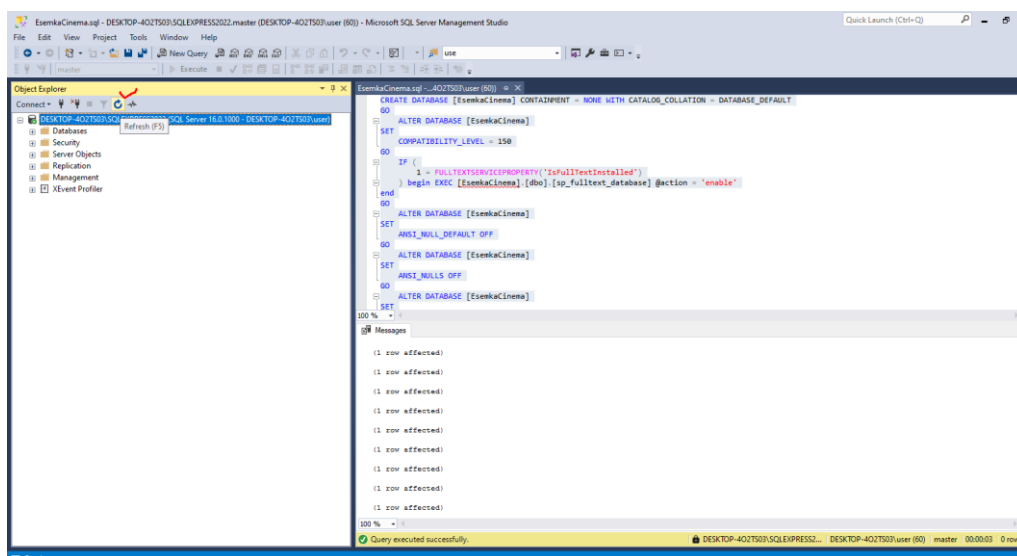 EsemkaCinema.sql - DESKTOP-4O2TS03\SQLEXPRESS2022.master (DESKTOP-4O2TS03\user (60)) - Microsoft SQL Server Management Studio
Quick Launch (Ctrl+Q)
File Edit View Project Tools Window Help
New Query
use
master
Execute
Object Explorer
EsemkaCinema.sql -...4O2TS03\user (60))
Connect
DESKTOP-4O2TS03\SQLEXPRESS2022 (SQL Server 16.0.1000 - DESKTOP-4O2TS03\user)
Refresh (F5)
Databases
Security
Server Objects
Replication
Management
XEvent Profiler
CREATE DATABASE [EsemkaCinema] CONTAINMENT = NONE WITH CATALOG_COLLATION = DATABASE_DEFAULT
GO
ALTER DATABASE [EsemkaCinema]
SET
COMPATIBILITY_LEVEL = 150
GO
IF (
1 = FULLTEXTSERVICEPROPERTY('IsFullTextInstalled')
) begin EXEC [EsemkaCinema].[dbo].[sp_fulltext_database] @action = 'enable'
end
GO
ALTER DATABASE [EsemkaCinema]
SET
ANSI_NULL_DEFAULT OFF
GO
ALTER DATABASE [EsemkaCinema]
SET
ANSI_NULLS OFF
GO
ALTER DATABASE [EsemkaCinema]
SET
100 %
Messages
(1 row affected)
(1 row affected)
(1 row affected)
(1 row affected)
(1 row affected)
(1 row affected)
(1 row affected)
(1 row affected)
(1 row affected)
100 %
Query executed successfully.
DESKTOP-4O2TS03\SQLEXPRESS2... DESKTOP-4O2TS03\user (60) master 00:00:03 0 row